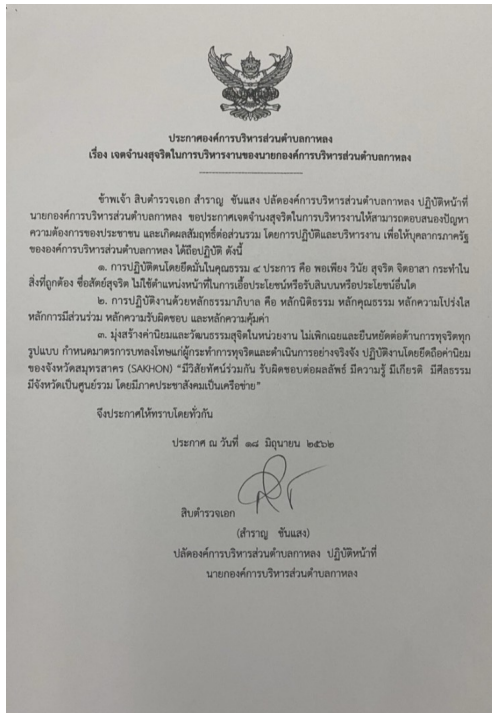 ประกาศองค์การบริหารส่วนตำบลกาหลง
เรื่อง เจตจำนงสุจริตในการบริหารงานของนายกองค์การบริหารส่วนตำบลกาหลง
ข้าพเจ้า สิบตำรวจเอก สำราญ ชันแสง ปลัดองค์การบริหารส่วนตำบลกาหลง ปฏิบัติหน้าที่
นายกองค์การบริหารส่วนตำบลกาหลง ขอประกาศเจตจำนงสุจริตในการบริหารงานให้สามารถตอบสนองปัญหา
ความต้องการของประชาชน และเกิดผลสัมฤทธิ์ต่อส่วนรวม โดยการปฏิบัติและบริหารงาน เพื่อให้บุคลากรภาครัฐ
ขององค์การบริหารส่วนตำบลกาหลง ได้ถือปฏิบัติ ดังนี้
๑. การปฏิบัติตนโดยยึดมั่นในคุณธรรม ๔ ประการ คือ พอเพียง วินัย สุจริต จิตอาสา กระทำใน
สิ่งที่ถูกต้อง ซื่อสัตย์สุจริต ไม่ใช้ตำแหน่งหน้าที่ในการเอื้อประโยชน์หรือรับสินบนหรือประโยชน์อื่นใด
๒. การปฏิบัติงานด้วยหลักธรรมาภิบาล คือ หลักนิติธรรม หลักคุณธรรม หลักความโปร่งใส
หลักการมีส่วนร่วม หลักความรับผิดชอบ และหลักความคุ้มค่า
๓. มุ่งสร้างค่านิยมและวัฒนธรรมสุจิตในหน่วยงาน ไม่เพิกเฉยและยืนหยัดต่อต้านการทุจริตทุก
รูปแบบ กำหนดมาตรการบทลงโทษแก่ผู้กระทำการทุจริตและดำเนินการอย่างจริงจัง ปฏิบัติงานโดยยึดถือค่านิยม
ของจังหวัดสมุทรสาคร (SAKHON) “มีวิสัยทัศน์ร่วมกัน รับผิดชอบต่อผลลัพธ์ มีความรู้ มีเกียรติ มีศีลธรรม
มีจังหวัดเป็นศูนย์รวม โดยมีภาคประชาสังคมเป็นเครือข่าย”
จึงประกาศให้ทราบโดยทั่วกัน
ประกาศ ณ วันที่ ๑๘ มิถุนายน ๒๕๖๒
สิบตำรวจเอก
(สำราญ ชันแสง)
ปลัดองค์การบริหารส่วนตำบลกาหลง ปฏิบัติหน้าที่
นายกองค์การบริหารส่วนตำบลกาหลง